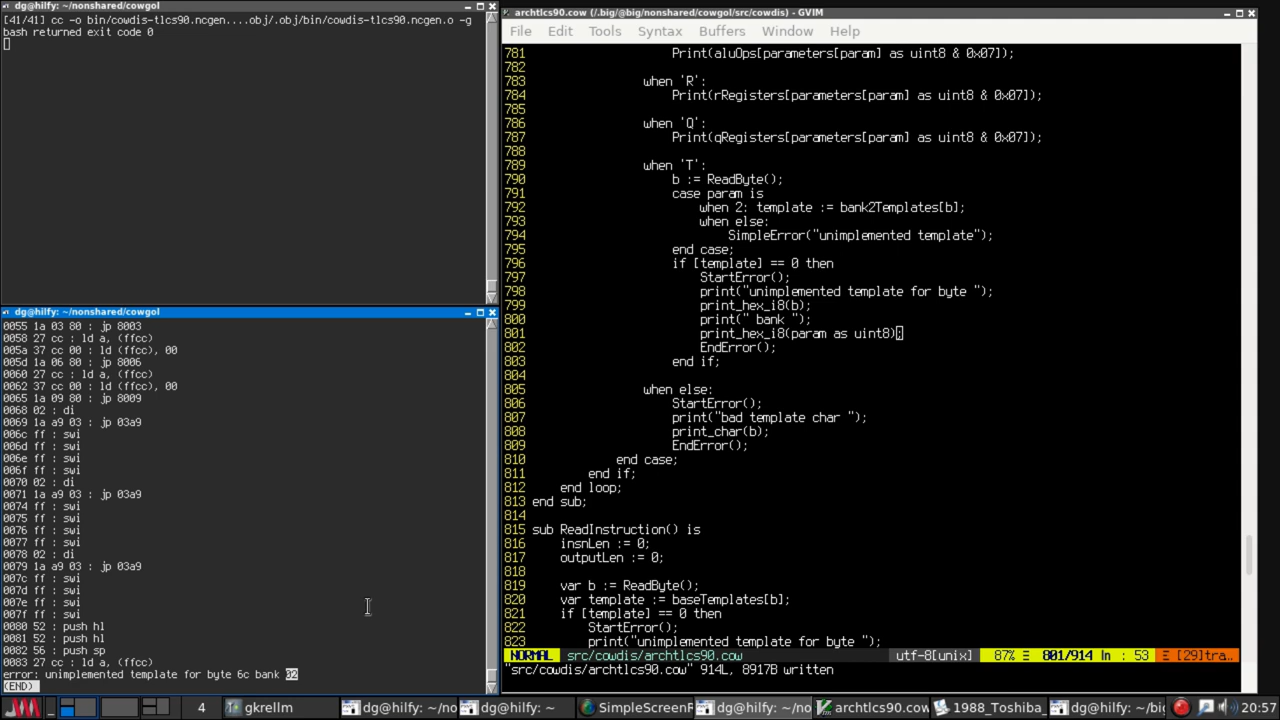 dg@hilfy: ~/nonshared/cowgol
[41/41] cc -o bin/cowdis-tlcs90.ncgen....obj/.obj/bin/cowdis-tlcs90.ncgen.o -g
bash returned exit code 0
dg@hilfy: ~/nonshared/cowgol
0055 1a 03 80 : jp 8003
0058 27 cc : ld a, (ffcc)
005a 37 cc 00 : ld (ffcc), 00
005d 1a 06 80 : jp 8006
0060 27 cc : ld a, (ffcc)
0062 37 cc 00 : ld (ffcc), 00
0065 1a 09 80 : jp 8009
0068 02 : di
0069 1a a9 03 : jp 03a9
006c ff : swi
006d ff : swi
006e ff : swi
006f ff : swi
0070 02 : di
0071 1a a9 03 : jp 03a9
0074 ff : swi
0075 ff : swi
0076 ff : swi
0077 ff : swi
0078 02 : di
0079 1a a9 03 : jp 03a9
007c ff : swi
007d ff : swi
007e ff : swi
007f ff : swi
0080 52 : push hl
0081 52 : push hl
0082 56 : push sp
0083 27 cc : ld a, (ffcc)
error: unimplemented template for byte 6c bank 02
(END)
archtlcs90.cow (/.big/@big/nonshared/cowgol/src/cowdis) - GVIM
File Edit Tools Syntax Buffers Window Help
781 Print(aluOps[parameters[param] as uint8 & 0x07]);
782
783 when 'R':
784 Print(rRegisters[parameters[param] as uint8 & 0x07]);
785
786 when 'Q':
787 Print(qRegisters[parameters[param] as uint8 & 0x07]);
788
789 when 'T':
790 b := ReadByte();
791 case param is
792 when 2: template := bank2Templates[b];
793 when else:
794 SimpleError("unimplemented template");
795 end case;
796 if [template] == 0 then
797 StartError();
798 print("unimplemented template for byte ");
799 print_hex_i8(b);
800 print(" bank ");
801 print_hex_i8(param as uint8);
802 EndError();
803 end if;
804
805 when else:
806 StartError();
807 print("bad template char ");
808 print_char(b);
809 EndError();
810 end case;
811 end if;
812 end loop;
813 end sub;
814
815 sub ReadInstruction() is
816 insnLen := 0;
817 outputLen := 0;
818
819 var b := ReadByte();
820 var template := baseTemplates[b];
821 if [template] == 0 then
822 StartError();
823 print("unimplemented template for byte ");
NORMAL src/cowdis/archtlcs90.cow utf-8[unix] 87% Ξ 801/914 ln : 53 Ξ [29]tra..
"src/cowdis/archtlcs90.cow" 914L, 8917B written
4 gkrellm dg@hilfy: ~/no dg@hilfy: ~ SimpleScreenR dg@hilfy: ~/no archtlcs90.cow 1988_Toshiba_ dg@hilfy: ~/big 20:57